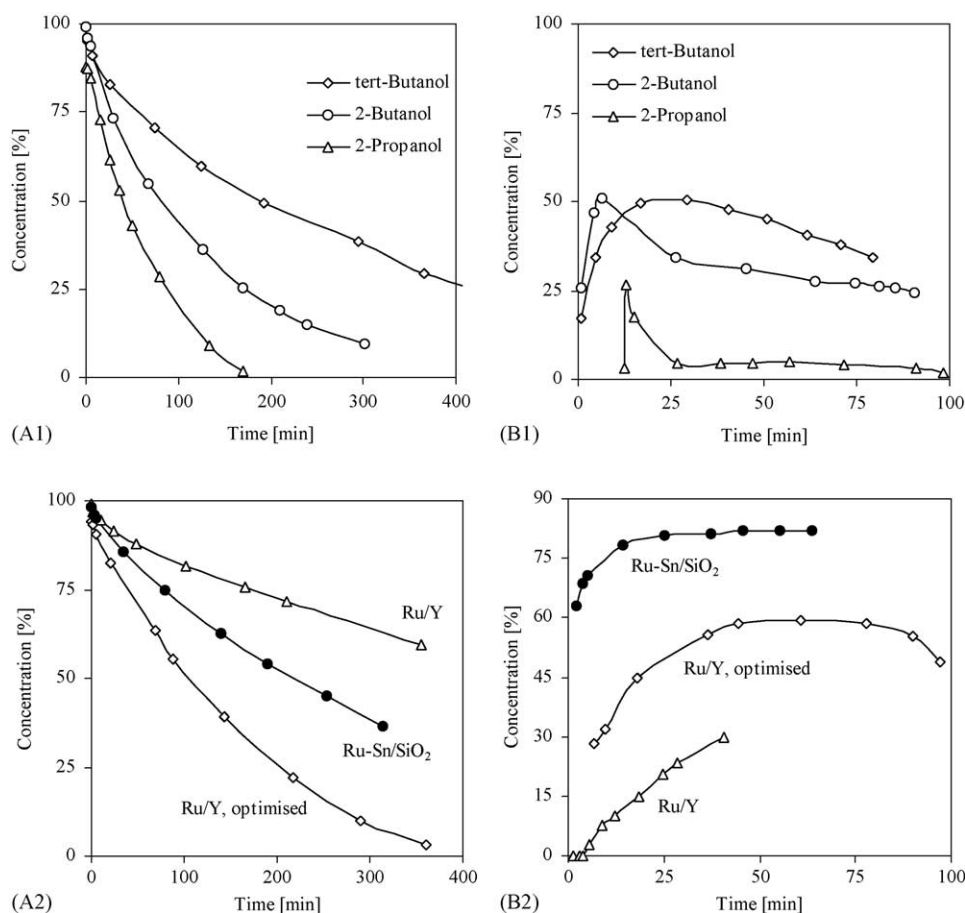 100
75
50
25
0
Concentration [%]
tert-Butanol
2-Butanol
2-Propanol
0 100 200 300 400
Time [min]
(A1)
100
75
50
25
0
Concentration [%]
tert-Butanol
2-Butanol
2-Propanol
0 25 50 75 100
Time [min]
(B1)
100
75
50
25
0
Concentration [%]
Ru/Y
Ru-Sn/SiO2
Ru/Y, optimised
0 100 200 300 400
Time [min]
(A2)
90
75
60
45
30
15
0
Concentration [%]
Ru-Sn/SiO2
Ru/Y, optimised
Ru/Y
0 25 50 75 100
Time [min]
(B2)